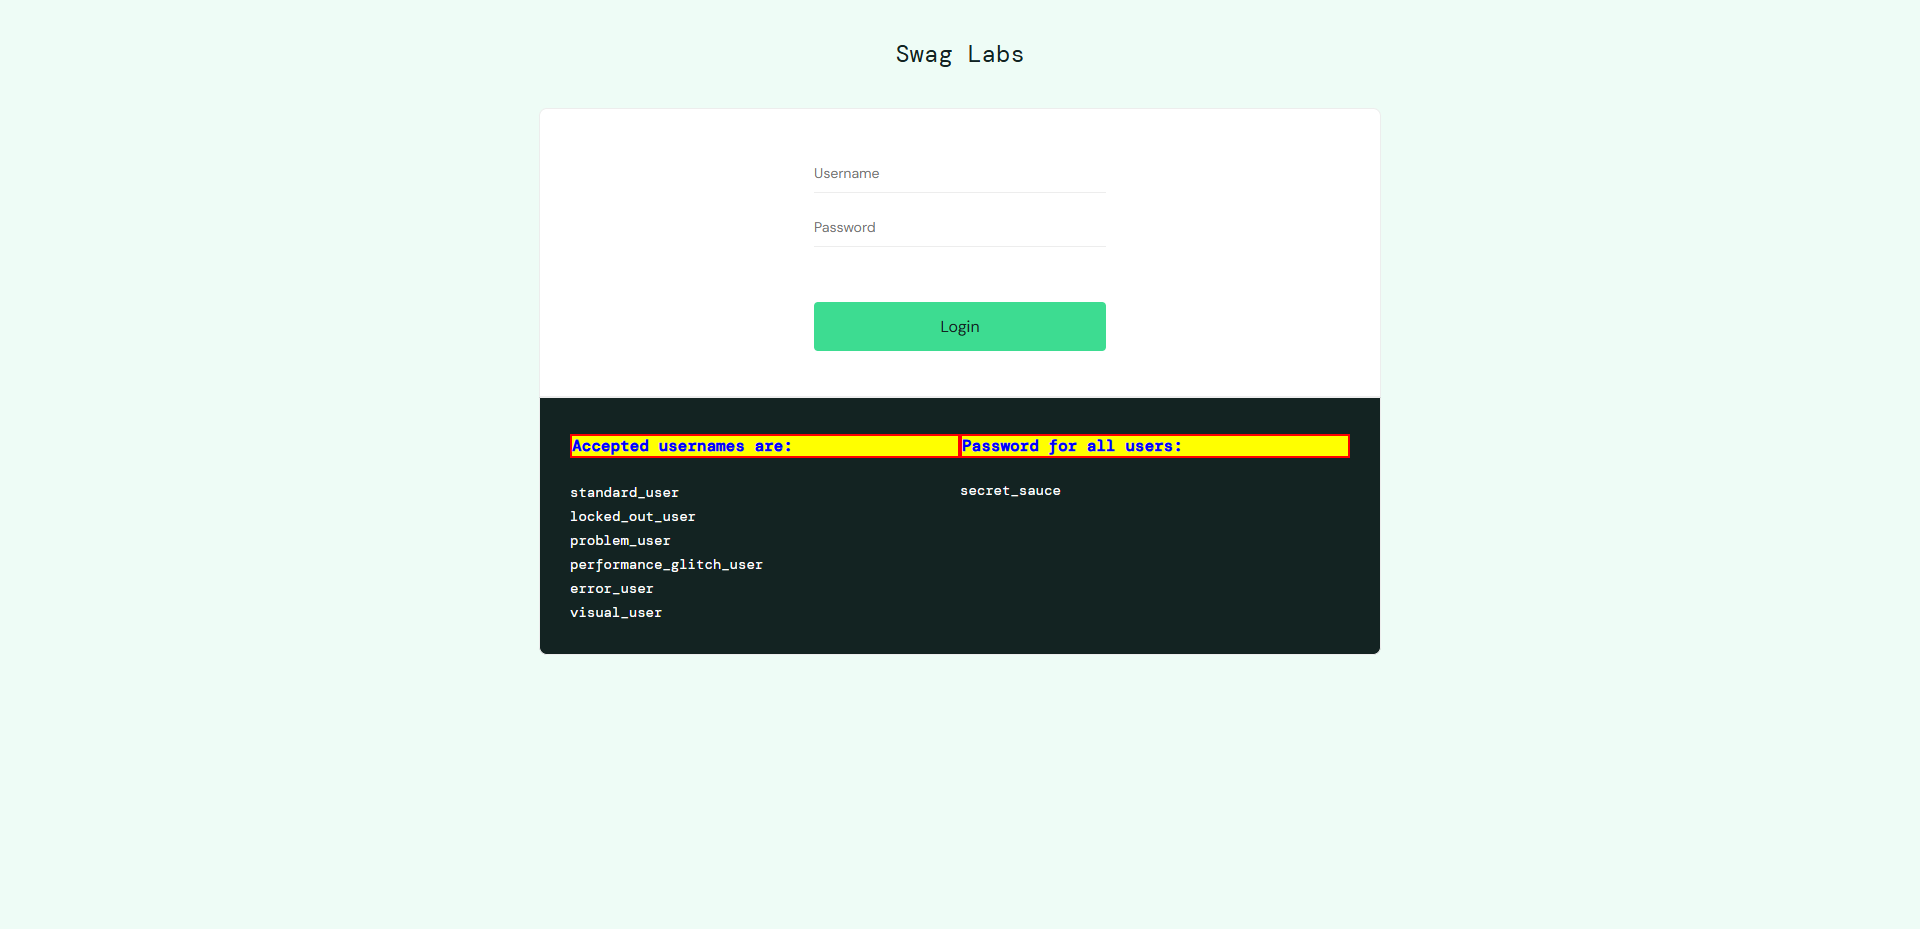 Swag Labs
Username
Password
Login
Accepted usernames are:
standard_user
locked_out_user
problem_user
performance_glitch_user
error_user
visual_user
Password for all users:
secret_sauce